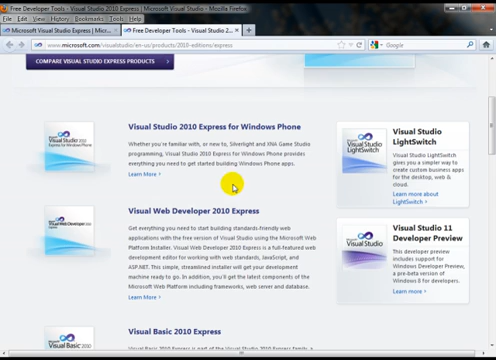 Free Developer Tools - Visual Studio 2010 Express - Mozilla Firefox
File Edit View History Bookmarks Tools Help
Microsoft Visual Studio Express | Micr...
Free Developer Tools - Visual Studio 2...
www.microsoft.com/visualstudio/en-us/products/2010-editions/express
Google
COMPARE VISUAL STUDIO EXPRESS PRODUCTS
Visual Studio 2010 Express for Windows Phone
Whether you're familiar with, or new to, Silverlight and XNA Game Studio
programming, Visual Studio 2010 Express for Windows Phone provides
everything you need to get started building Windows Phone apps.
Learn More
Visual Web Developer 2010 Express
Get everything you need to start building standards-friendly web
applications with the free version of Visual Studio using the Microsoft Web
Platform Installer. Visual Web Developer 2010 Express is a full-featured web
development editor for working with web standards, JavaScript, and
ASP.NET. This simple, streamlined installer will get your development
machine ready to go. In addition, you'll get the latest components of the
Microsoft Platform including frameworks, web server and database.
Learn More
Visual Basic 2010 Express
Visual Basic 2010
Visual Studio
Visual Studio
LightSwitch
Visual Studio LightSwitch
gives you a simpler way to
create custom business apps
for the desktop, web &
cloud.
Learn more about
LightSwitch
Visual Studio
Visual Studio 11
Developer Preview
This developer preview
includes support for
Windows Developer Preview,
a pre-beta version of
Windows 8 for developers.
Learn more